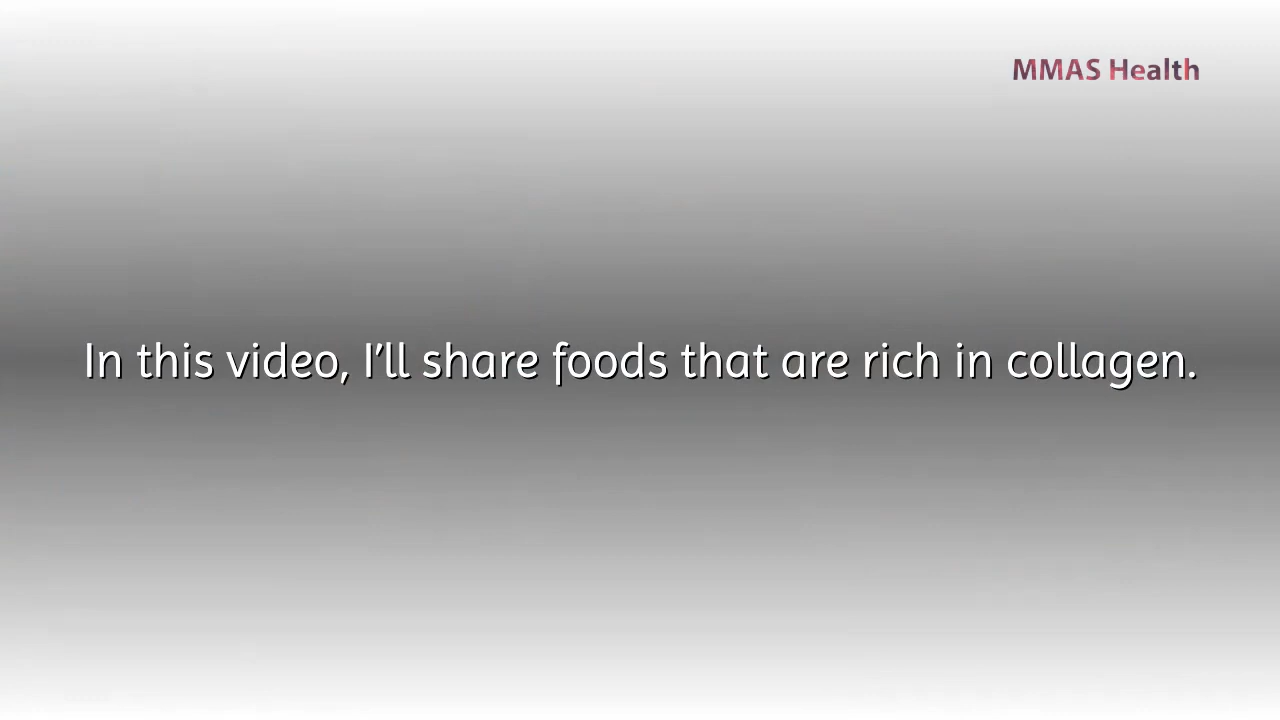 MMAS Health
In this video, I'll share foods that are rich in collagen.